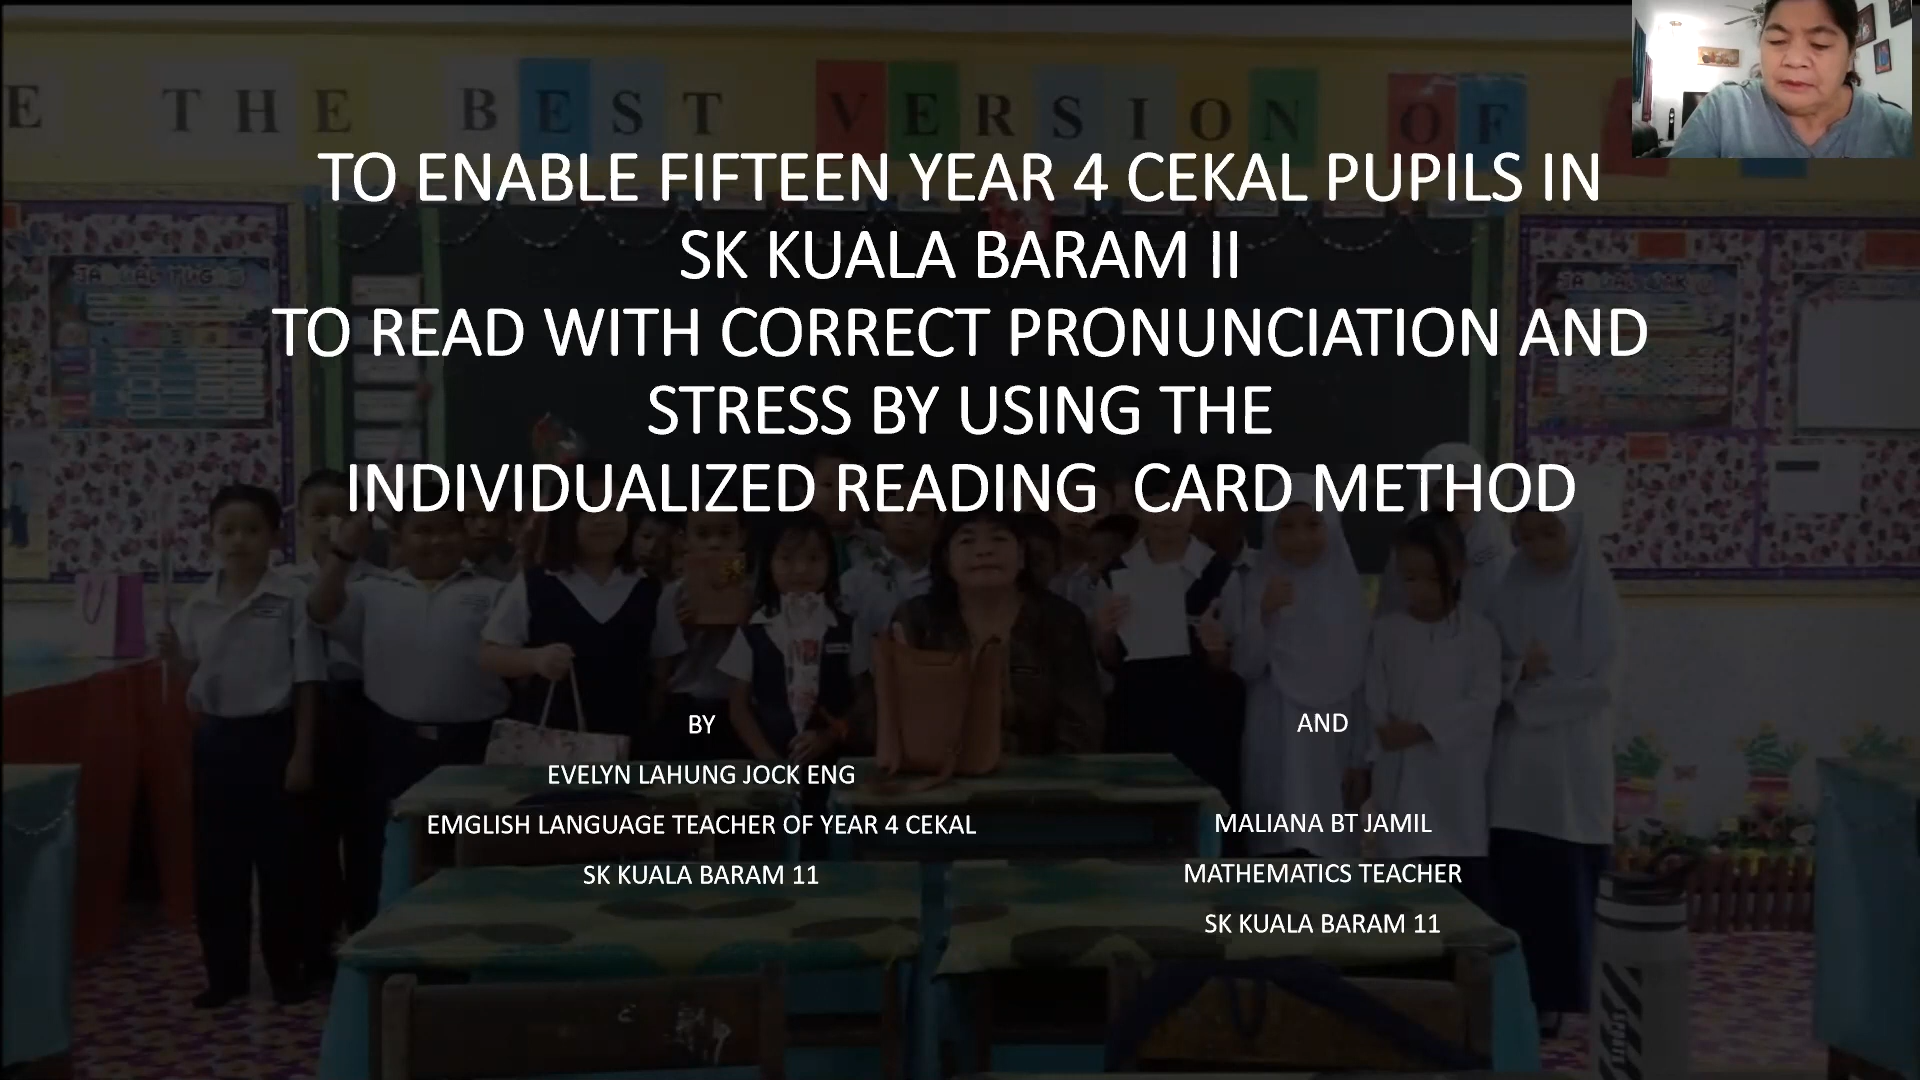 E THE BEST VERSION OF
TO ENABLE FIFTEEN YEAR 4 CEKAL PUPILS IN
SK KUALA BARAM II
TO READ WITH CORRECT PRONUNCIATION AND
STRESS BY USING THE
INDIVIDUALIZED READING CARD METHOD
BY
EVELYN LAHUNG JOCK ENG
EMGLISH LANGUAGE TEACHER OF YEAR 4 CEKAL
SK KUALA BARAM 11
AND
MALIANA BT JAMIL
MATHEMATICS TEACHER
SK KUALA BARAM 11